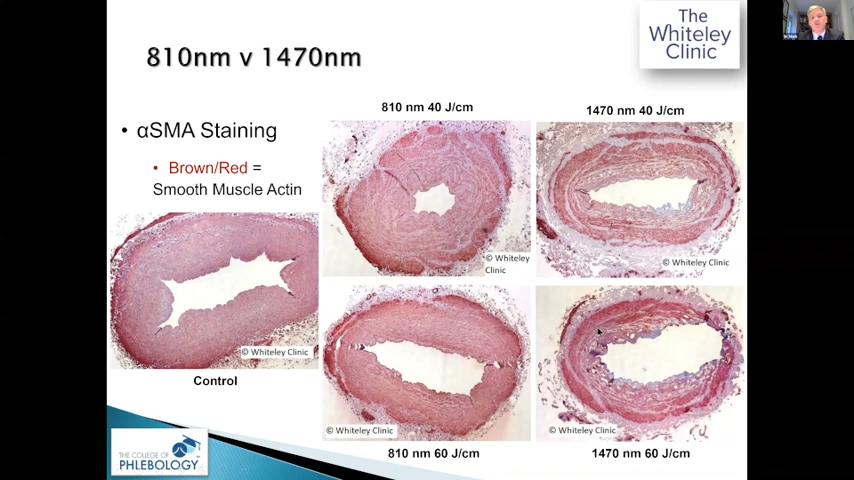 The
Whiteley
Clinic
810nm v 1470nm
810 nm 40 J/cm
1470 nm 40 J/cm
• αSMA Staining
• Brown/Red =
Smooth Muscle Actin
© Whiteley
Clinic
© Whiteley Clinic
© Whiteley Clinic
Control
© Whiteley Clinic
© Whiteley Clinic
810 nm 60 J/cm
1470 nm 60 J/cm
THE COLLEGE OF
PHLEBOLOGY